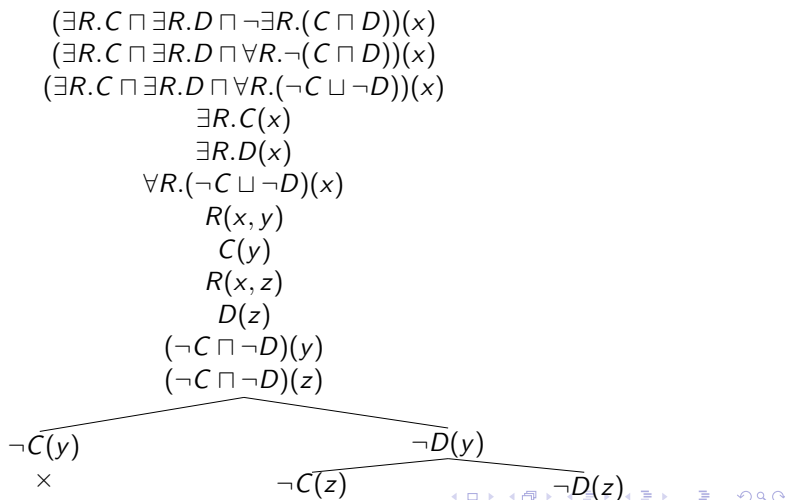 (∃R.C ⊓ ∃R.D ⊓ ¬∃R.(C ⊓ D))(x)
(∃R.C ⊓ ∃R.D ⊓ ∀R.¬(C ⊓ D))(x)
(∃R.C ⊓ ∃R.D ⊓ ∀R.(¬C ⊔ ¬D))(x)
∃R.C(x)
∃R.D(x)
∀R.(¬C ⊔ ¬D)(x)
R(x, y)
C(y)
R(x, z)
D(z)
(¬C ⊓ ¬D)(y)
(¬C ⊓ ¬D)(z)
¬C(y) ¬D(y)
× ¬C(z) ¬D(z)